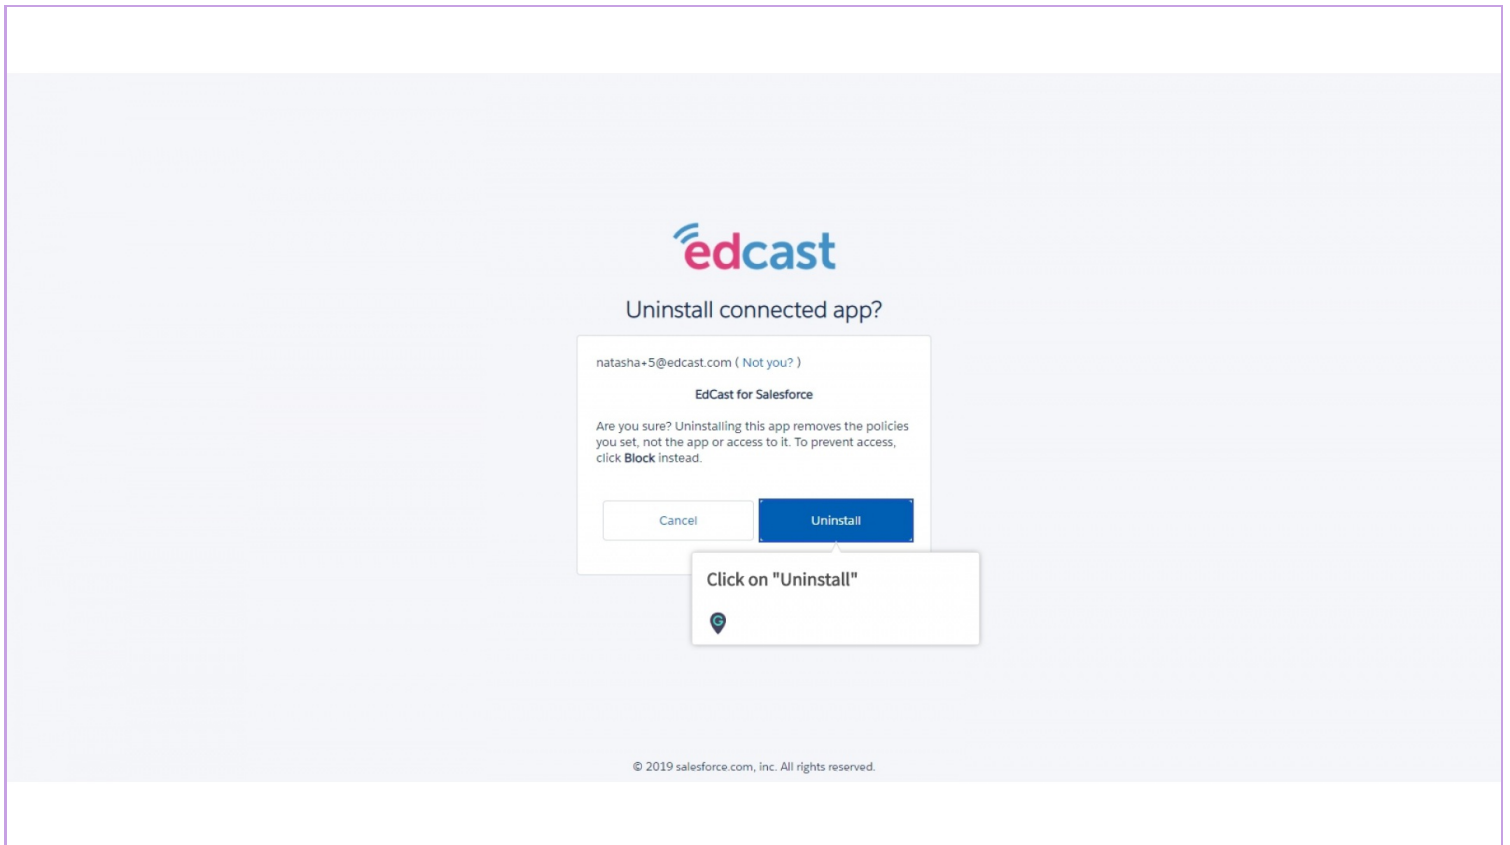 edcast
Uninstall connected app?
natasha+5@edcast.com ( Not you? )
EdCast for Salesforce
Are you sure? Uninstalling this app removes the policies
you set, not the app or access to it. To prevent access,
click Block instead.
Cancel
Uninstall
Click on "Uninstall"
G
© 2019 salesforce.com, inc. All rights reserved.